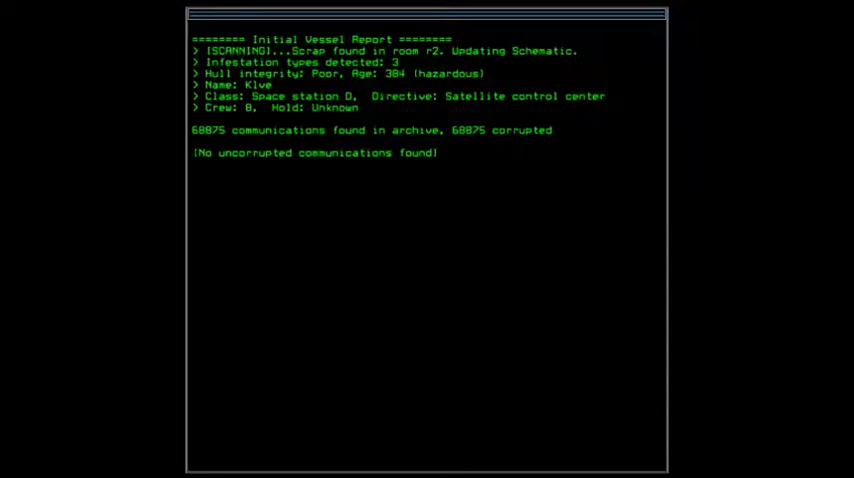 ======== Initial Vessel Report ========
> [SCANNING]...Scrap found in room r2. Updating Schematic.
> Infestation types detected: 3
> Hull integrity: Poor, Age: 304 (hazardous)
> Name: Klve
> Class: Space station D,  Directive: Satellite control center
> Crew: 8,  Hold: Unknown
68875 communications found in archive, 68875 corrupted
[No uncorrupted communications found]